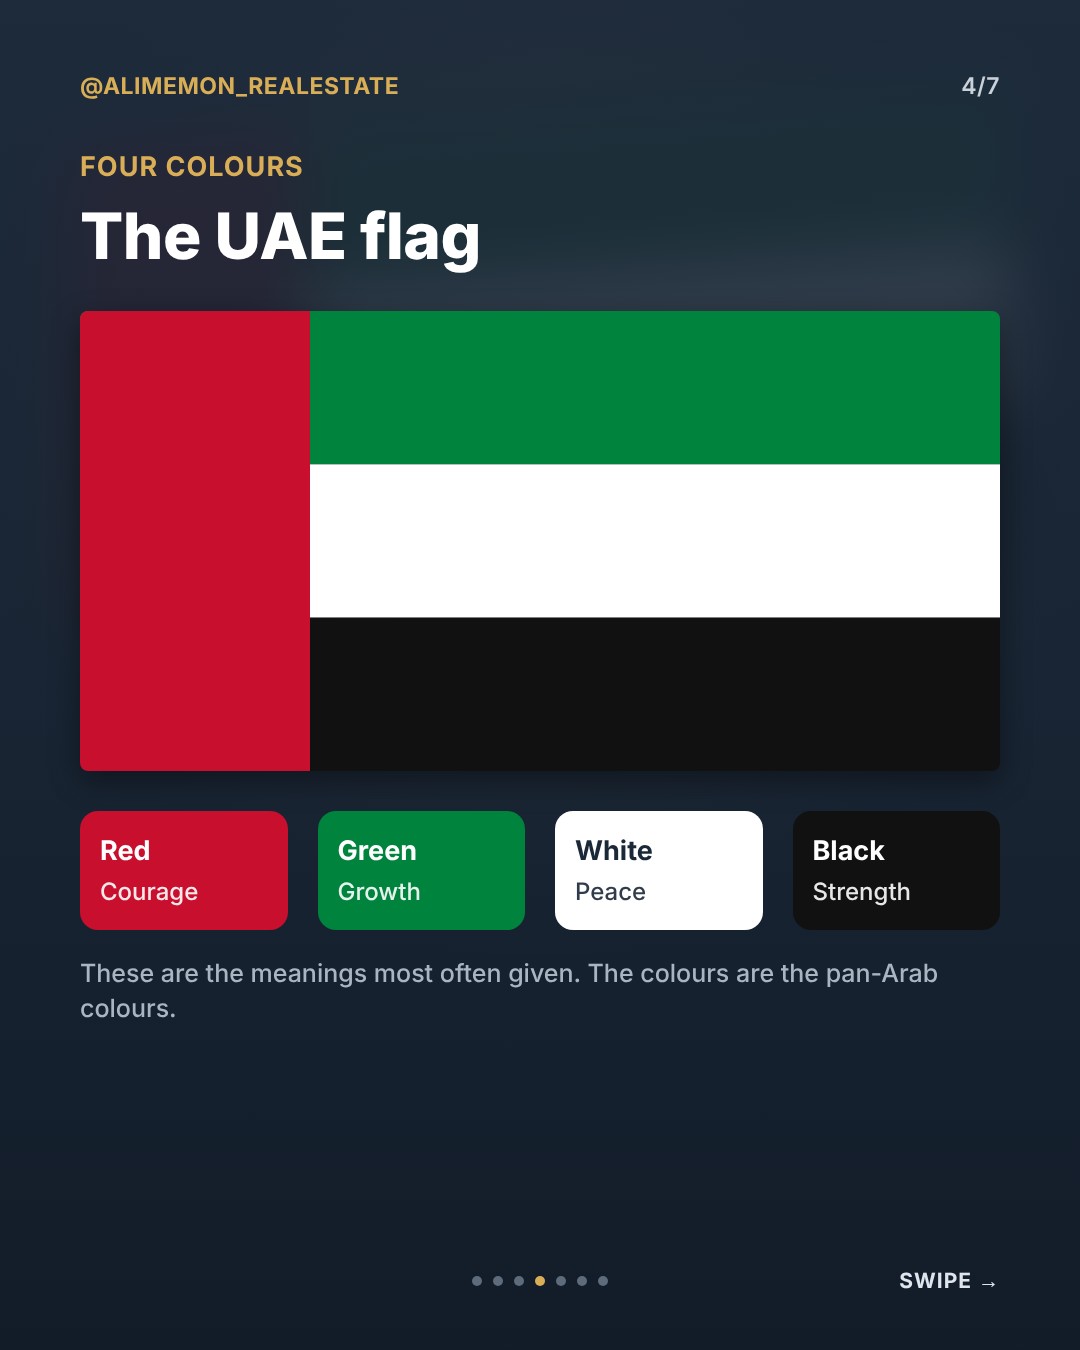 @ALIMEMON_REALESTATE
4/7
FOUR COLOURS
The UAE flag
Red
Courage
Green
Growth
White
Peace
Black
Strength
These are the meanings most often given. The colours are the pan-Arab
colours.
SWIPE →